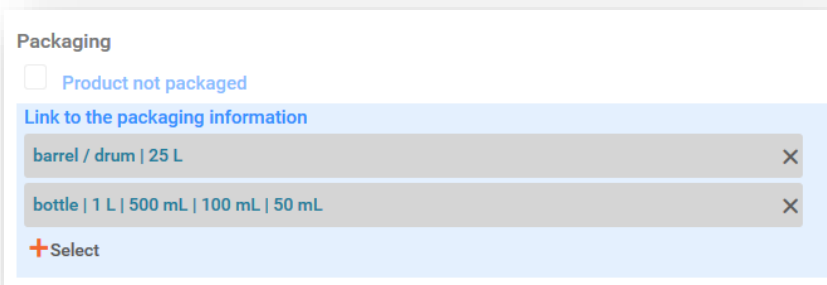 Packaging
Product not packaged
Link to the packaging information
barrel / drum | 25 L
bottle | 1 L | 500 mL | 100 mL | 50 mL
Select